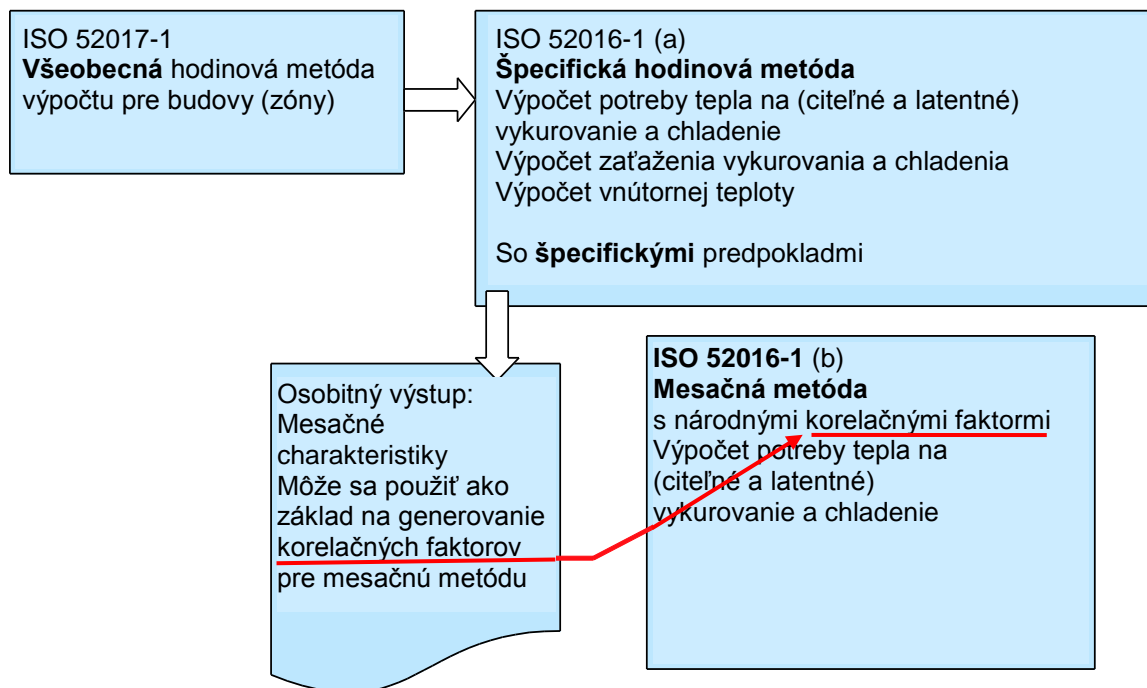 ISO 52017-1
Všeobecná hodinová metóda
výpočtu pre budovy (zóny)
ISO 52016-1 (a)
Špecifická hodinová metóda
Výpočet potreby tepla na (citeľné a latentné)
vykurovanie a chladenie
Výpočet zaťaženia vykurovania a chladenia
Výpočet vnútornej teploty
So špecifickými predpokladmi
Osobitný výstup:
Mesačné
charakteristiky
Môže sa použiť ako
základ na generovanie
korelačných faktorov
pre mesačnú metódu
ISO 52016-1 (b)
Mesačná metóda
s národnými korelačnými faktormi
Výpočet potreby tepla na
(citeľné a latentné)
vykurovanie a chladenie